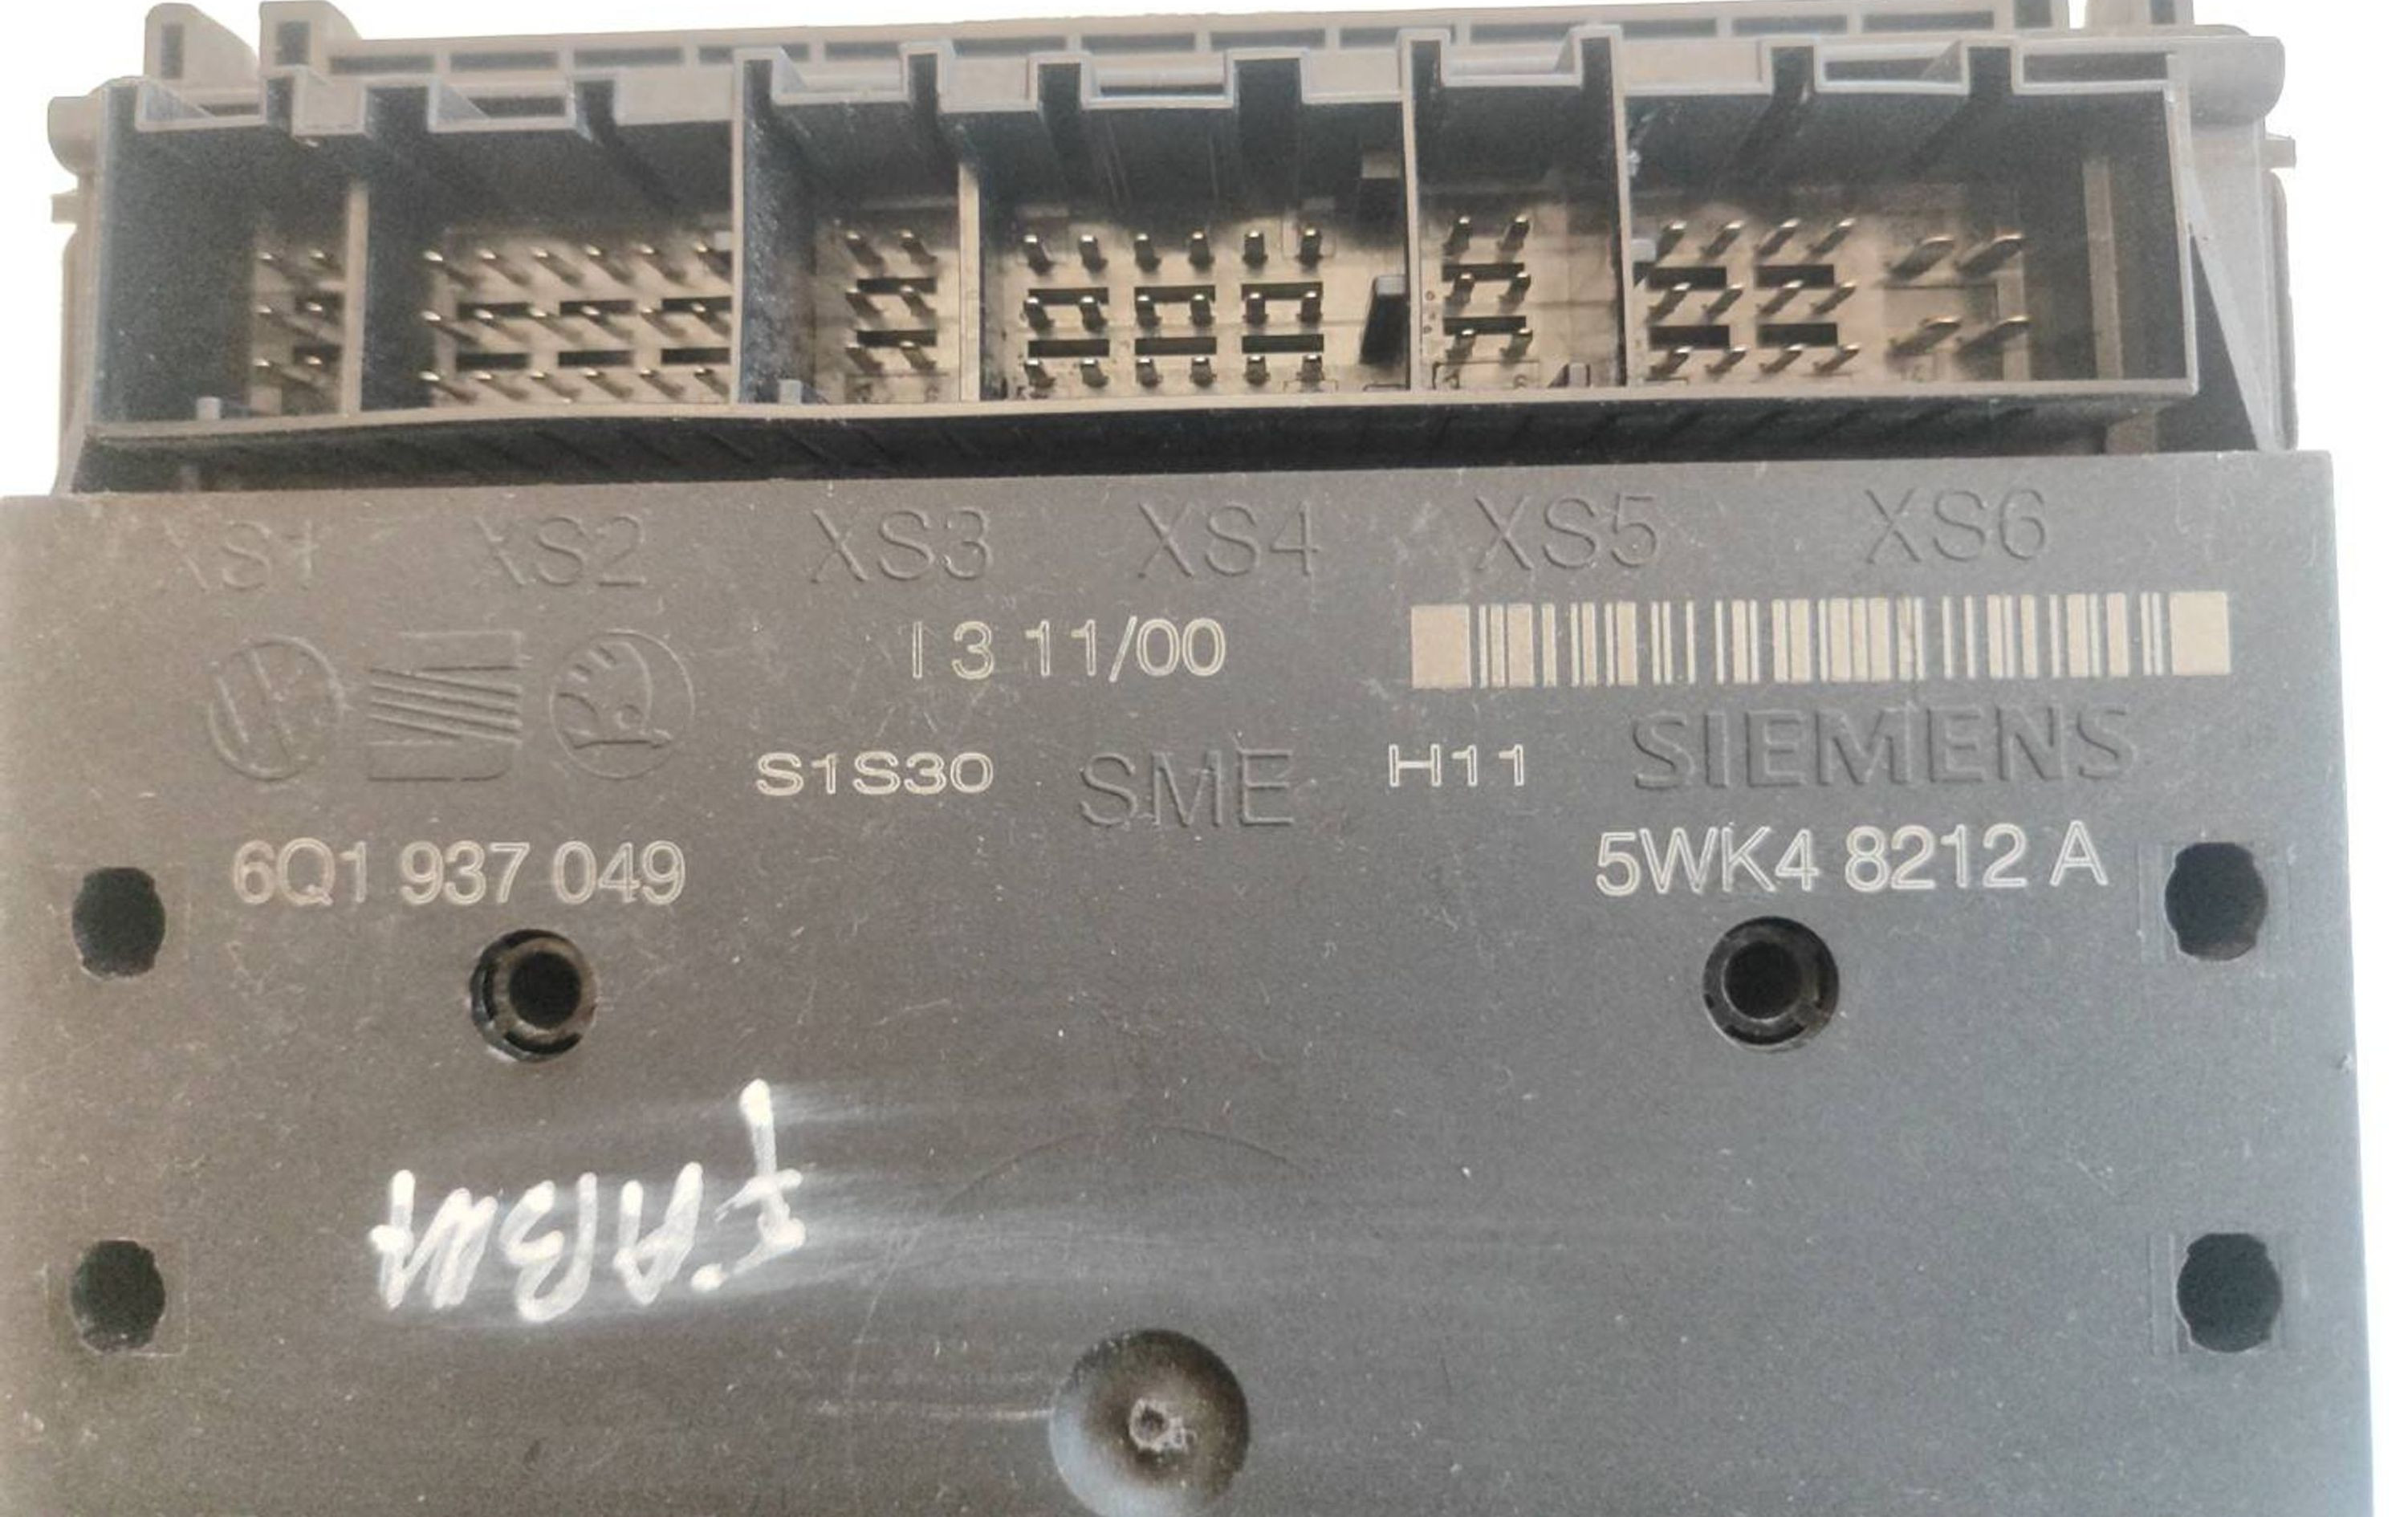 XS1 XS2 XS3 XS4 XS5 XS6
I 3 11/00
S1S30 SME H11 SIEMENS
6Q1 937 049 5WK4 8212 A
FABIA